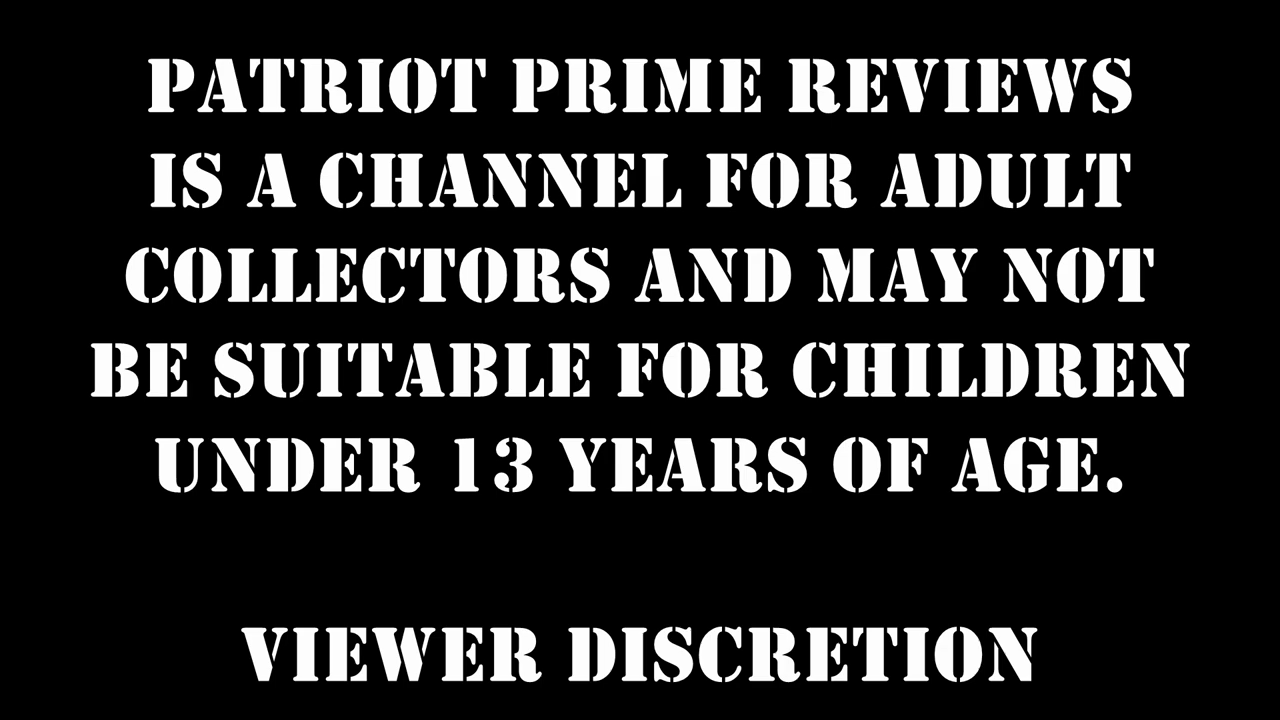 PATRIOT PRIME REVIEWS
IS A CHANNEL FOR ADULT
COLLECTORS AND MAY NOT
BE SUITABLE FOR CHILDREN
UNDER 13 YEARS OF AGE.
VIEWER DISCRETION